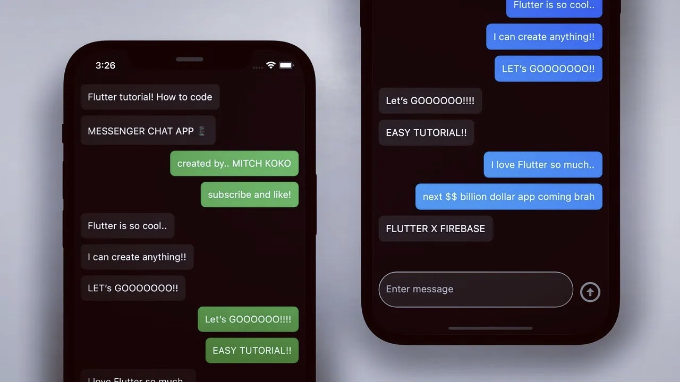 3:26
Flutter tutorial! How to code
MESSENGER CHAT APP
created by.. MITCH KOKO
subscribe and like!
Flutter is so cool..
I can create anything!!
LET's GOOOOOOO!!
Let's GOOOOOO!!!!
EASY TUTORIAL!!
I love Flutter so much..
Flutter is so cool..
I can create anything!!
LET's GOOOOOOO!!
Let's GOOOOOO!!!!
EASY TUTORIAL!!
I love Flutter so much..
next $$ billion dollar app coming brah
FLUTTER X FIREBASE
Enter message